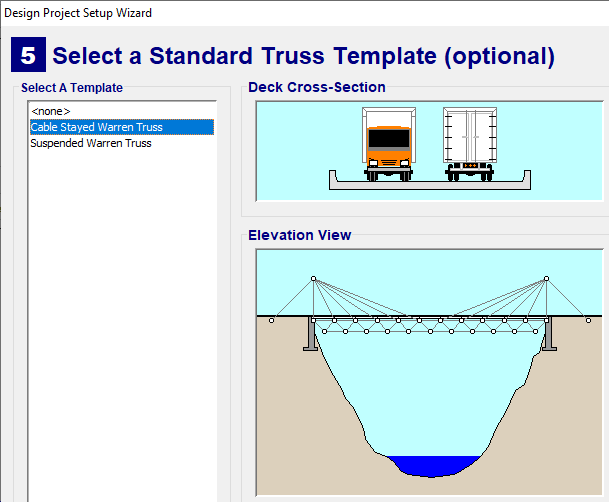 Design Project Setup Wizard
5 Select a Standard Truss Template (optional)
Select A Template
<none>
Cable Stayed Warren Truss
Suspended Warren Truss
Deck Cross-Section
Elevation View